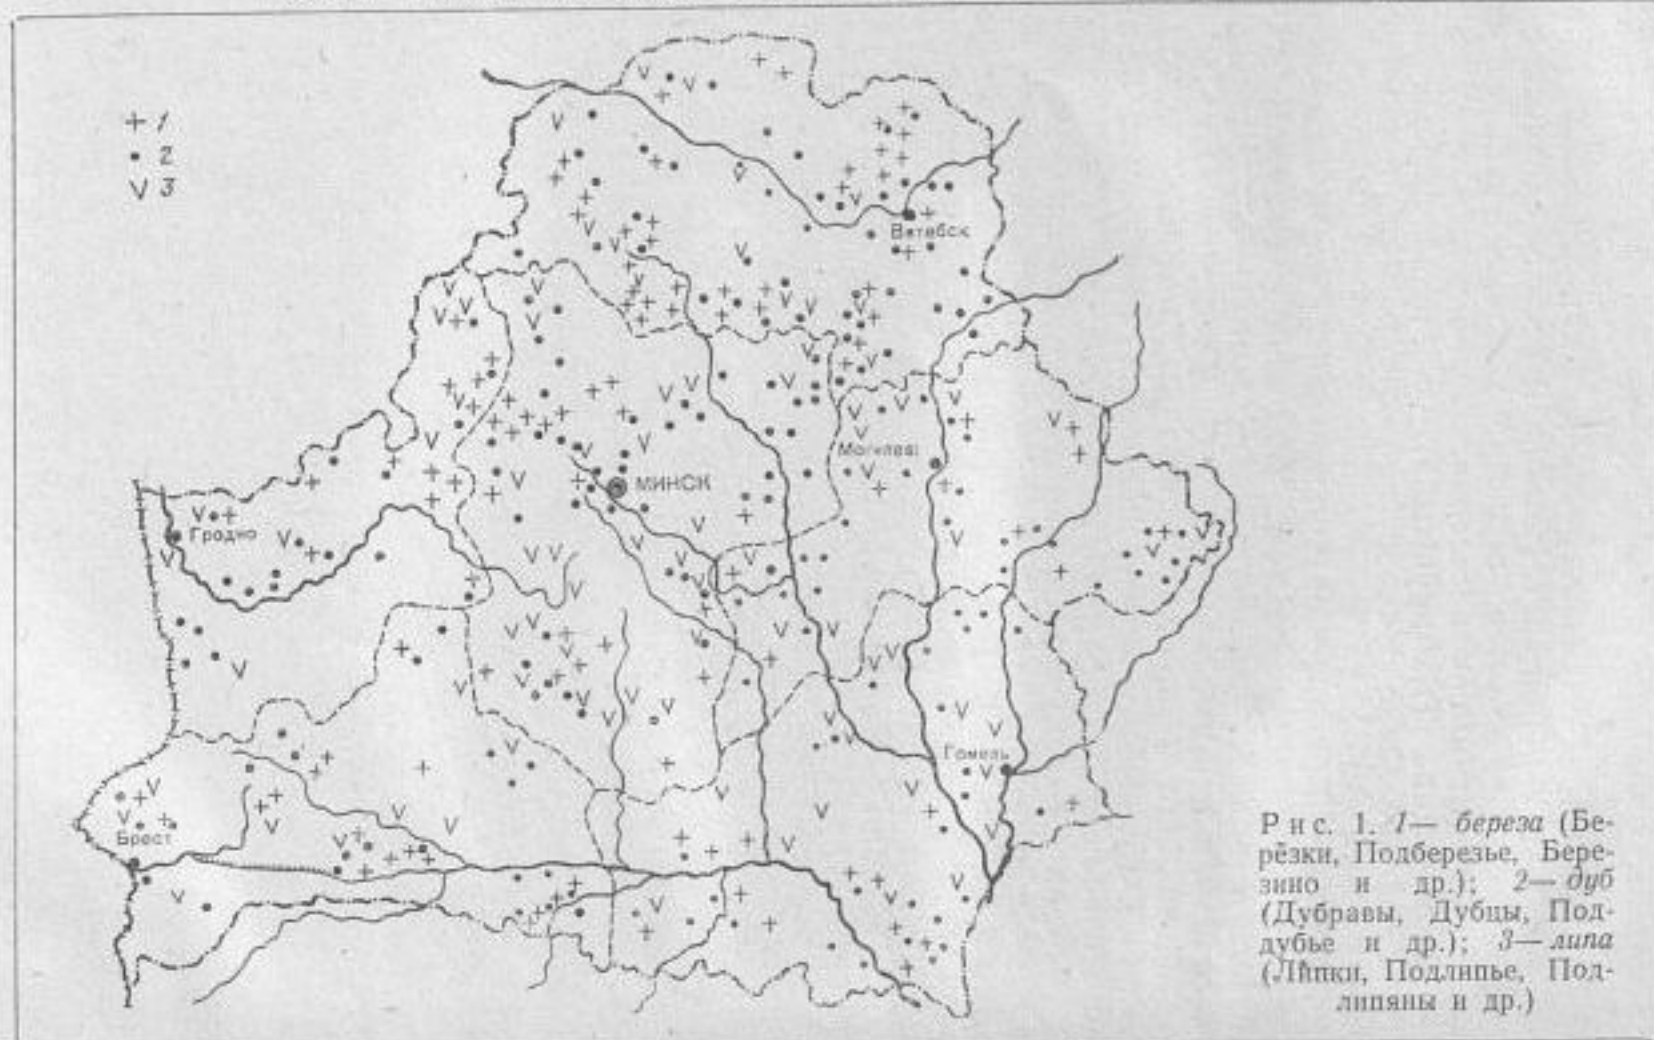 + 1
• 2
V 3
Витебск
Могилев
МИНСК
Гродно
Гомель
Брест
Рис. 1. 1— береза (Бе-
рёзки, Подберезье, Бере-
зино и др.); 2— дуб
(Дубравы, Дубцы, Под-
дубье и др.); 3— липа
(Липки, Подлипье, Под-
липяны и др.)